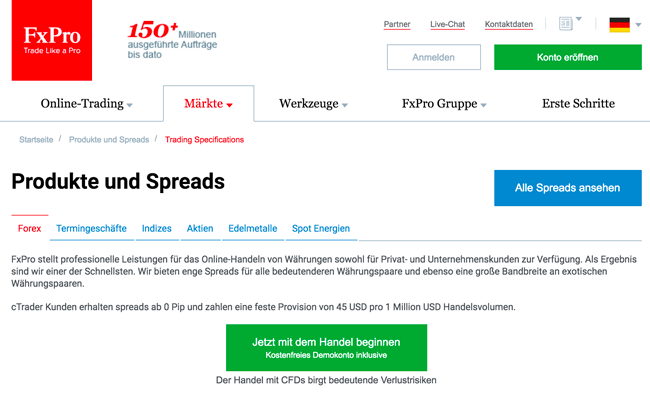 FxPro
Trade Like a Pro
150+ Millionen
ausgeführte Aufträge
bis dato
Partner
Live-Chat
Kontaktdaten
Anmelden
Konto eröffnen
Online-Trading
Märkte
Werkzeuge
FxPro Gruppe
Erste Schritte
Startseite / Produkte und Spreads / Trading Specifications
Produkte und Spreads
Alle Spreads ansehen
Forex
Termingeschäfte
Indizes
Aktien
Edelmetalle
Spot Energien
FxPro stellt professionelle Leistungen für das Online-Handeln von Währungen sowohl für Privat- und Unternehmenskunden zur Verfügung. Als Ergebnis
sind wir einer der Schnellsten. Wir bieten enge Spreads für alle bedeutenderen Währungspaare und ebenso eine große Bandbreite an exotischen
Währungspaaren.
cTrader Kunden erhalten spreads ab 0 Pip und zahlen eine feste Provision von 45 USD pro 1 Million USD Handelsvolumen.
Jetzt mit dem Handel beginnen
Kostenfreies Demokonto inklusive
Der Handel mit CFDs birgt bedeutende Verlustrisiken